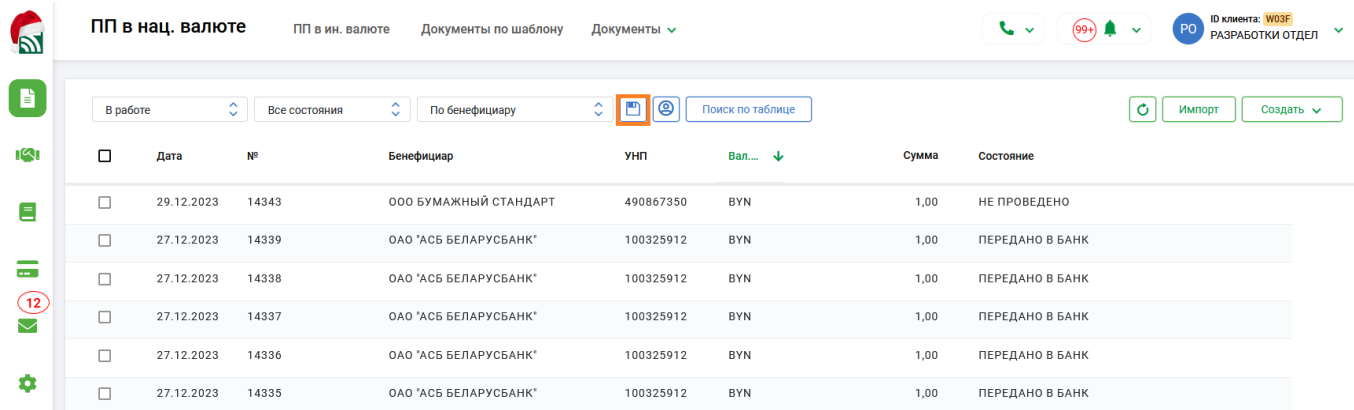 ПП в нац. валюте ПП в ин. валюте Документы по шаблону Документы 99+ РО ID клиента: W03F
РАЗРАБОТКИ ОТДЕЛ
В работе Все состояния По бенефициару Поиск по таблице Импорт Создать
Дата № Бенефициар УНП Вал.... Сумма Состояние
29.12.2023 14343 ООО БУМАЖНЫЙ СТАНДАРТ 490867350 BYN 1,00 НЕ ПРОВЕДЕНО
27.12.2023 14339 ОАО "АСБ БЕЛАРУСБАНК" 100325912 BYN 1,00 ПЕРЕДАНО В БАНК
27.12.2023 14338 ОАО "АСБ БЕЛАРУСБАНК" 100325912 BYN 1,00 ПЕРЕДАНО В БАНК
12
27.12.2023 14337 ОАО "АСБ БЕЛАРУСБАНК" 100325912 BYN 1,00 ПЕРЕДАНО В БАНК
27.12.2023 14336 ОАО "АСБ БЕЛАРУСБАНК" 100325912 BYN 1,00 ПЕРЕДАНО В БАНК
27.12.2023 14335 ОАО "АСБ БЕЛАРУСБАНК" 100325912 BYN 1,00 ПЕРЕДАНО В БАНК